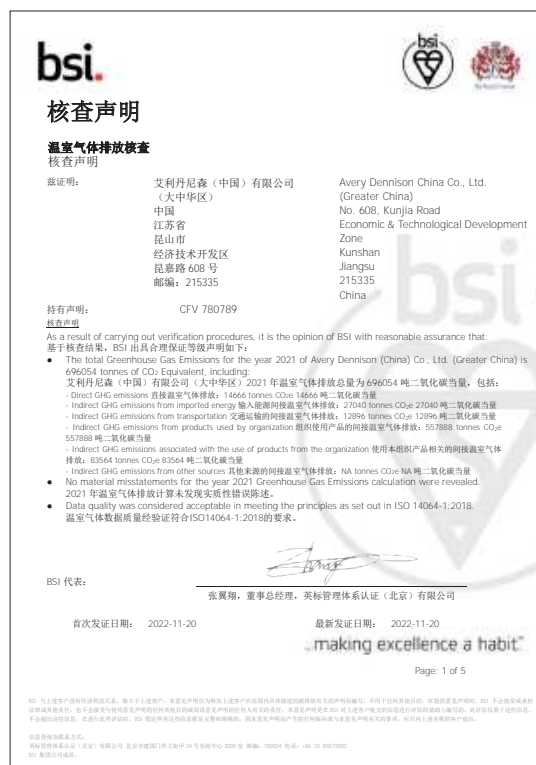 bsi.
bsi
核查声明
温室气体排放核查
核查声明
兹证明：
艾利丹尼森（中国）有限公司
（大中华区）
中国
江苏省
昆山市
经济技术开发区
昆嘉路 608 号
邮编：215335
Avery Dennison China Co., Ltd.
(Greater China)
No. 608, Kunjia Road
Economic & Technological Development
Zone
Kunshan
Jiangsu
215335
China
持有声明： CFV 780789
核查声明
As a result of carrying out verification procedures, it is the opinion of BSI with reasonable assurance that:
基于核查结果，BSI 出具合理保证等级声明如下：
● The total Greenhouse Gas Emissions for the year 2021 of Avery Dennison (China) Co., Ltd. (Greater China) is
696054 tonnes of CO₂ Equivalent, including:
艾利丹尼森（中国）有限公司（大中华区）2021 年温室气体排放总量为 696054 吨二氧化碳当量，包括：
- Direct GHG emissions 直接温室气体排放：14666 tonnes CO₂e 14666 吨二氧化碳当量
- Indirect GHG emissions from imported energy 输入能源间接温室气体排放：27040 tonnes CO₂e 27040 吨二氧化碳当量
- Indirect GHG emissions from transportation 交通运输的间接温室气体排放：12896 tonnes CO₂e 12896 吨二氧化碳当量
- Indirect GHG emissions from products used by organization 组织使用产品的间接温室气体排放：557888 tonnes CO₂e
557888 吨二氧化碳当量
- Indirect GHG emissions associated with the use of products from the organization 使用本组织产品相关的间接温室气体
排放：83564 tonnes CO₂e 83564 吨二氧化碳当量
- Indirect GHG emissions from other sources 其他来源的间接温室气体排放：NA tonnes CO₂e NA 吨二氧化碳当量
● No material misstatements for the year 2021 Greenhouse Gas Emissions calculation were revealed.
2021 年温室气体排放计算未发现实质性错误陈述。
● Data quality was considered acceptable in meeting the principles as set out in ISO 14064-1:2018.
温室气体数据质量经验证符合ISO14064-1:2018的要求。
BSI 代表：
张翼翔，董事总经理，英标管理体系认证（北京）有限公司
首次发证日期： 2022-11-20 最新发证日期： 2022-11-20
...making excellence a habit.™
Page: 1 of 5
英标管理体系认证（北京）有限公司
BSI 集团公司成员。